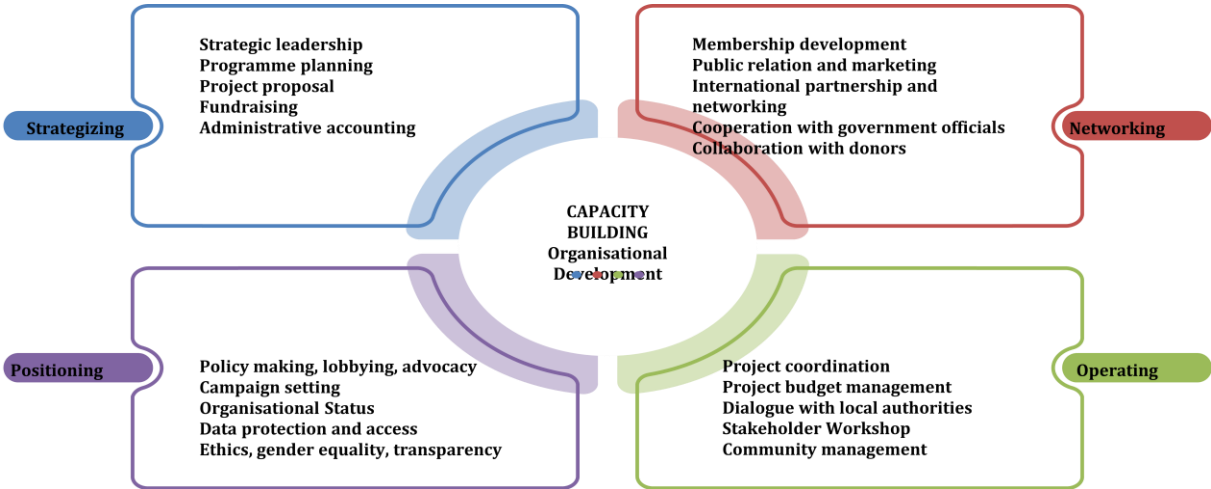 Strategizing
Strategic leadership
Programme planning
Project proposal
Fundraising
Administrative accounting
Networking
Membership development
Public relation and marketing
International partnership and
networking
Cooperation with government officials
Collaboration with donors
CAPACITY
BUILDING
Organisational
Development
Positioning
Policy making, lobbying, advocacy
Campaign setting
Organisational Status
Data protection and access
Ethics, gender equality, transparency
Operating
Project coordination
Project budget management
Dialogue with local authorities
Stakeholder Workshop
Community management